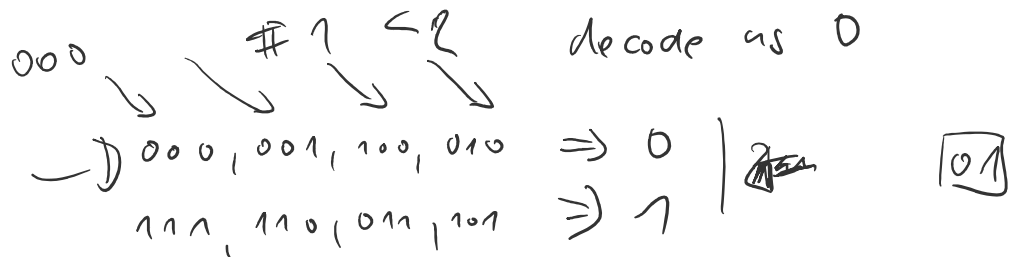 #1 <2 decode as 0
000
000, 001, 100, 010 ⇒ 0
01
111, 110, 011, 101 ⇒ 1